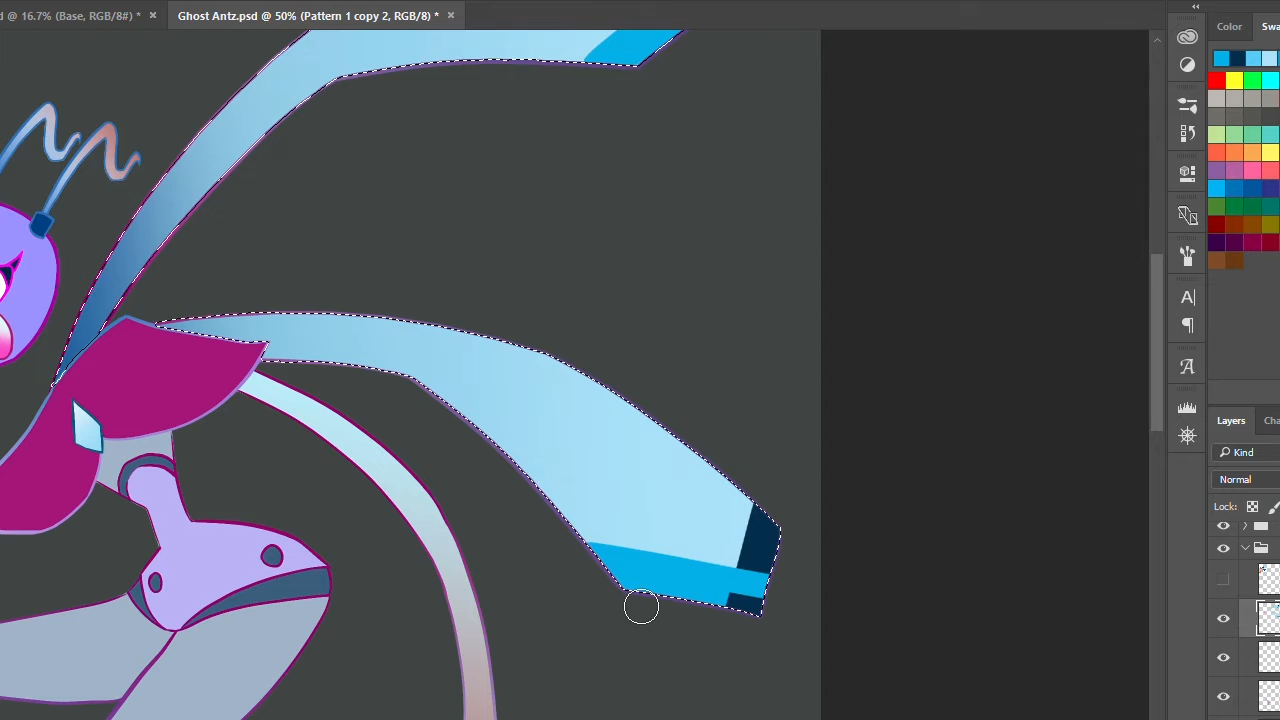 d @ 16.7% (Base, RGB/8#) * ×
Ghost Antz.psd @ 50% (Pattern 1 copy 2, RGB/8) * ×
Color Swa
Layers Cha
Kind
Normal
Lock: